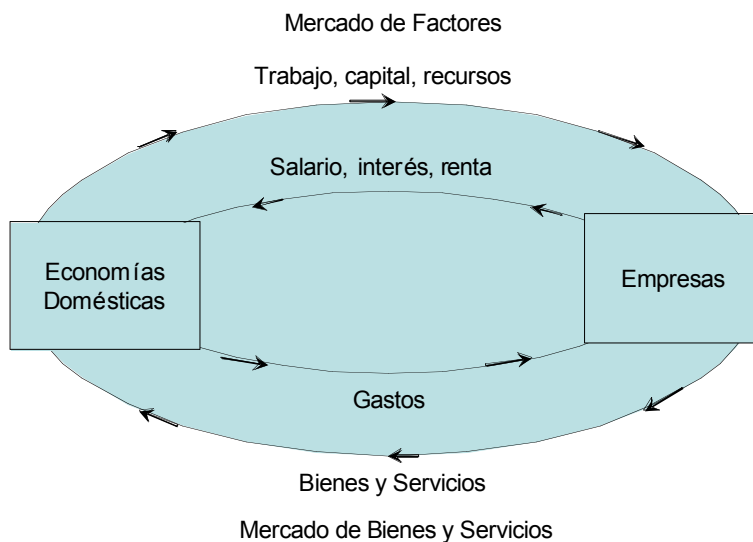 Mercado de Factores
Trabajo, capital, recursos
Salario, interés, renta
Economías
Domésticas
Empresas
Gastos
Bienes y Servicios
Mercado de Bienes y Servicios